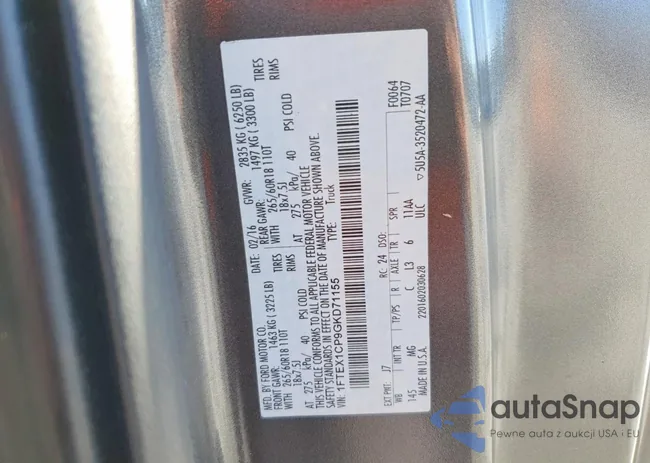 MFD. BY FORD MOTOR CO.
DATE: 02/16 GVWR: 2835 KG ( 6250 LB)
FRONT GAWR: 1463 KG ( 3225 LB) REAR GAWR: 1497 KG ( 3300 LB)
WITH 265/60R18 110T TIRES WITH 265/60R18 110T TIRES
18x7.5J RIMS 18x7.5J RIMS
AT 275 kPa/ 40 PSI COLD AT 275 kPa/ 40 PSI COLD
THIS VEHICLE CONFORMS TO ALL APPLICABLE FEDERAL MOTOR VEHICLE
SAFETY STANDARDS IN EFFECT ON THE DATE OF MANUFACTURE SHOWN ABOVE.
VIN: 1FTEX1CP9GKD71155 TYPE: Truck
F0064
T0707
EXT PNT: J7 RC: 24 DSO:
WB INT TR TP/PS R AXLE TR SPR
145 MG C L3 6 11AA
ULC
MADE IN U.S.A. 2201602030628
▽5U5A-3520472-AA
autaSnap
Pewne auta z aukcji USA i EU